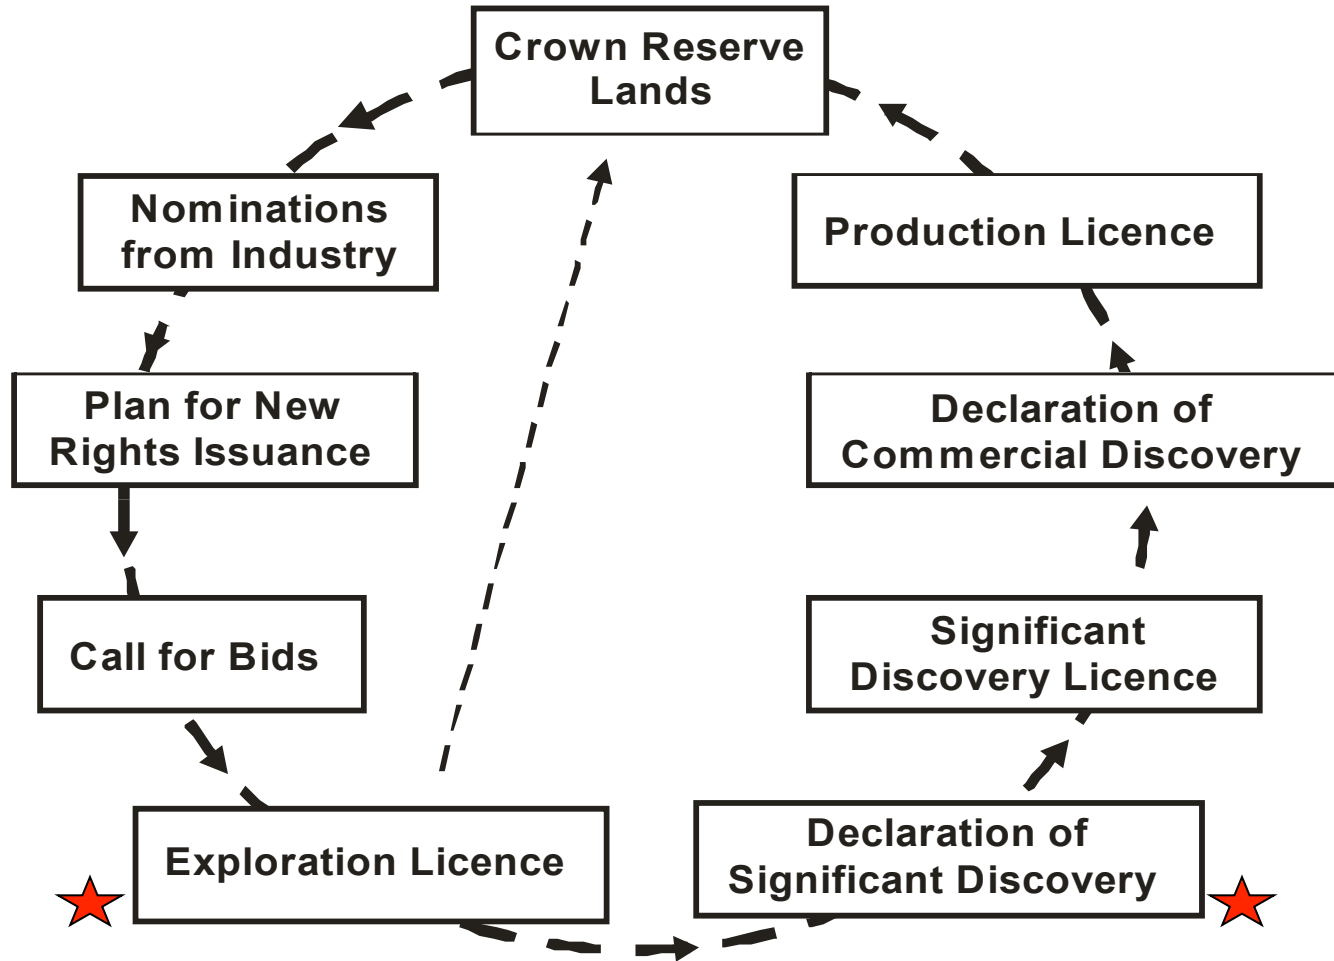 Crown Reserve
Lands
Nominations
from Industry
Production Licence
Plan for New
Rights Issuance
Declaration of
Commercial Discovery
Call for Bids
Significant
Discovery Licence
Exploration Licence
Declaration of
Significant Discovery